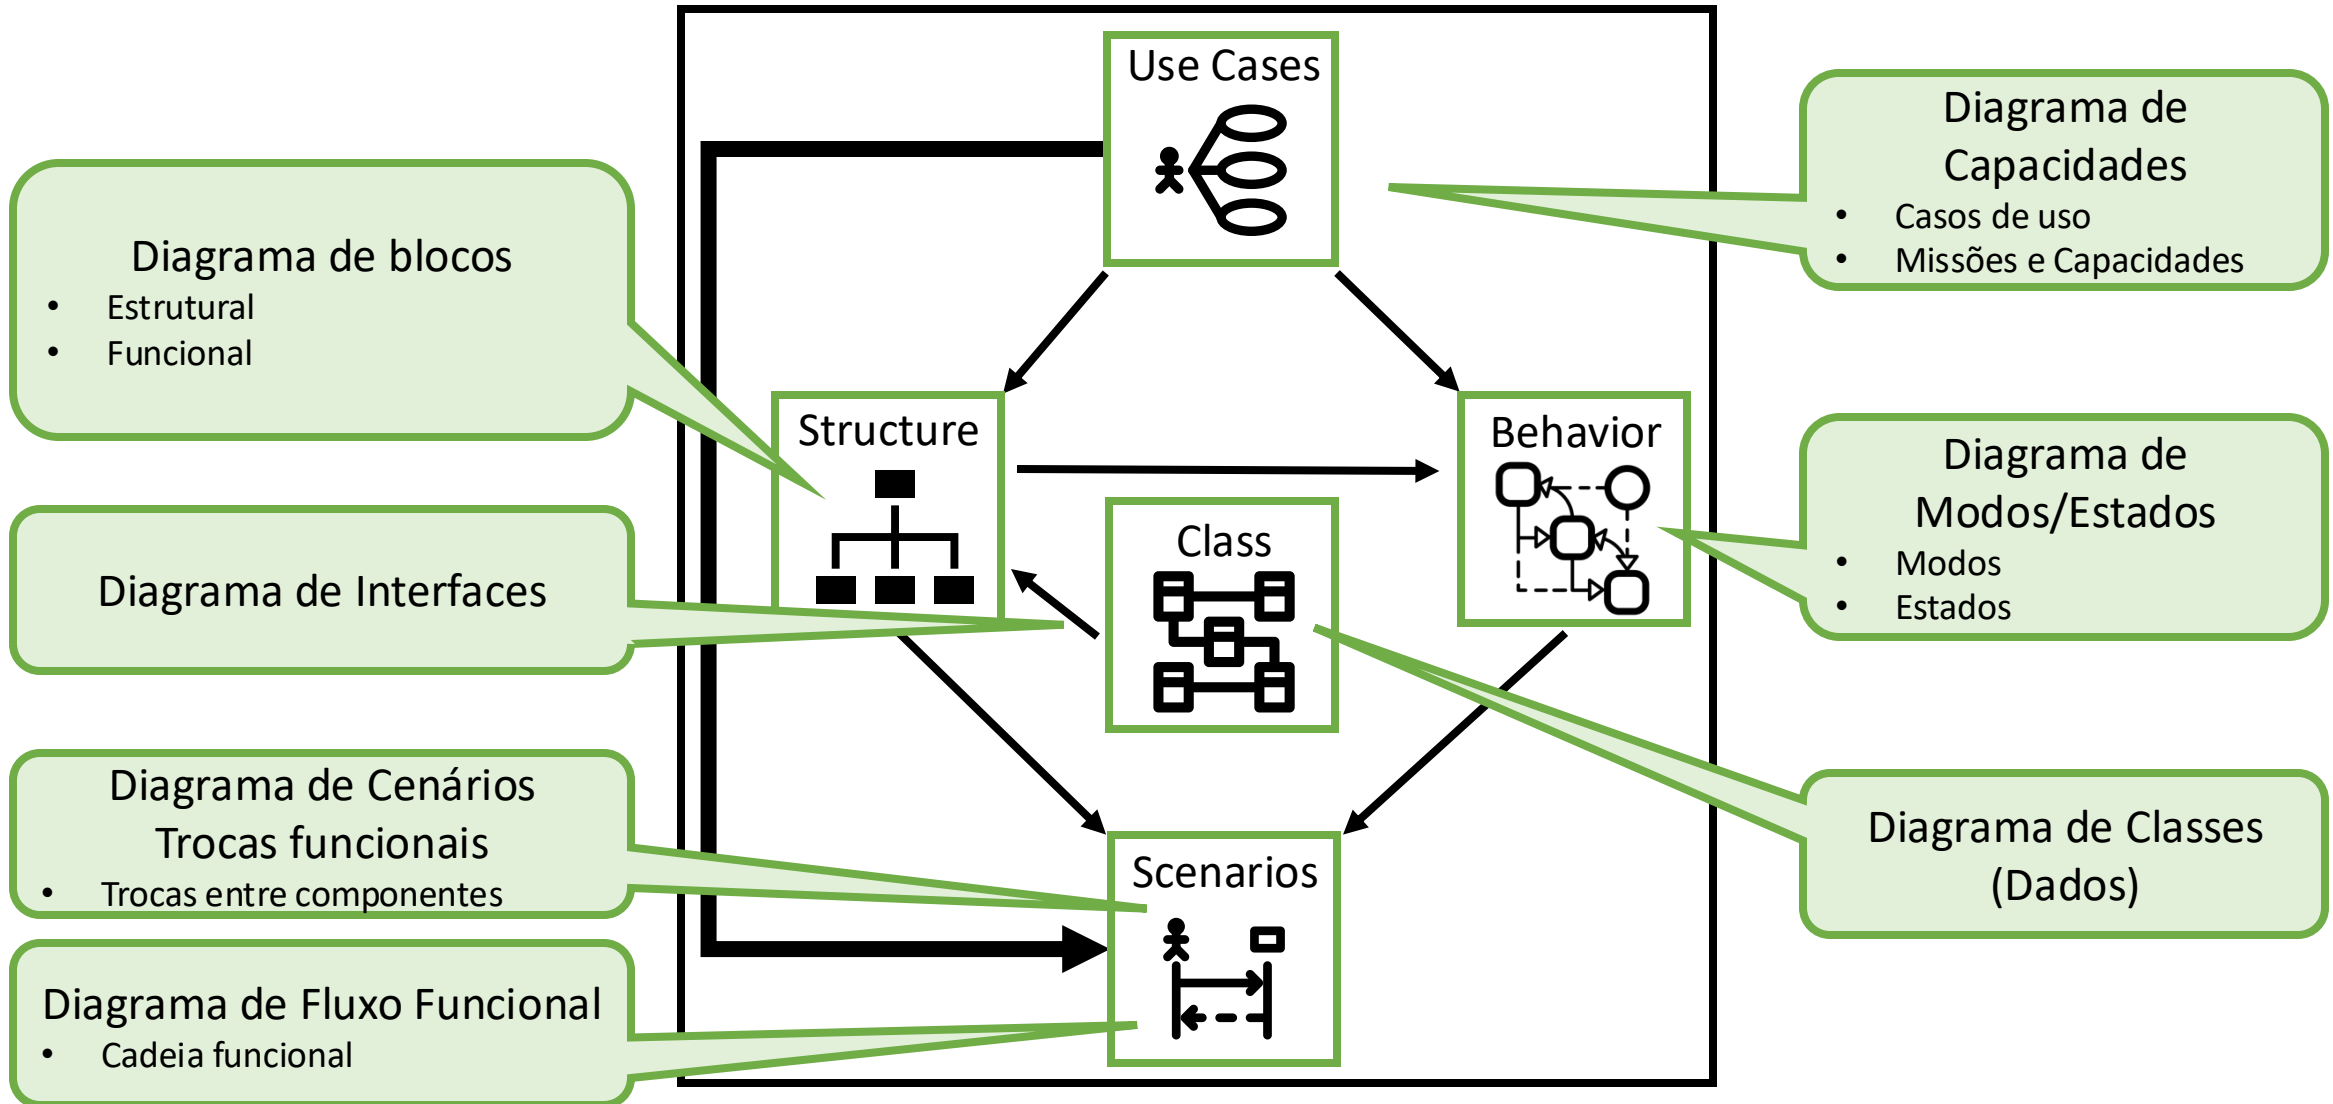 Use Cases
Diagrama de
Capacidades
• Casos de uso
• Missões e Capacidades
Diagrama de blocos
• Estrutural
• Funcional
Structure
Behavior
Diagrama de
Modos/Estados
• Modos
• Estados
Class
Diagrama de Interfaces
Diagrama de Cenários
Trocas funcionais
• Trocas entre componentes
Scenarios
Diagrama de Classes
(Dados)
Diagrama de Fluxo Funcional
• Cadeia funcional